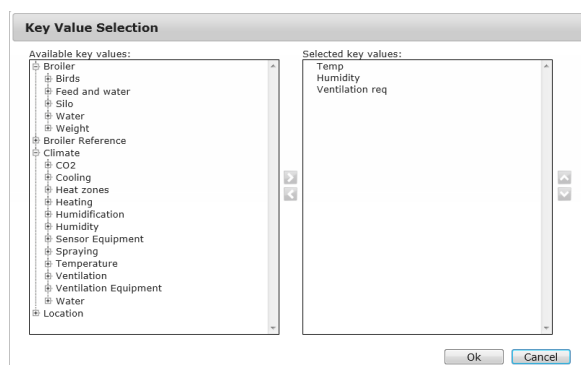 Key Value Selection
Available key values:
Broiler
Birds
Feed and water
Silo
Water
Weight
Broiler Reference
Climate
CO2
Cooling
Heat zones
Heating
Humidification
Humidity
Sensor Equipment
Spraying
Temperature
Ventilation
Ventilation Equipment
Water
Location
Selected key values:
Temp
Humidity
Ventilation req
Ok
Cancel